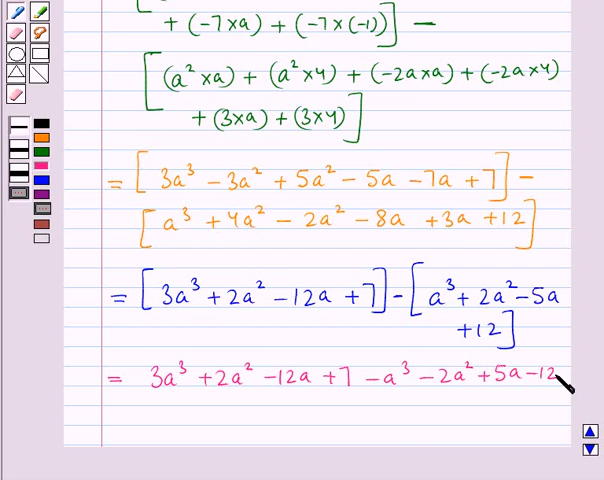 + (-7×a) + (-7×(-1))] -
[(a²×a) + (a²×4) + (-2a×a) + (-2a×4)
+ (3×a) + (3×4)]
= [3a³ - 3a² + 5a² - 5a - 7a + 7] -
[a³ + 4a² - 2a² - 8a + 3a + 12]
= [3a³ + 2a² - 12a + 7] - [a³ + 2a² - 5a
+ 12]
= 3a³ + 2a² - 12a + 7 - a³ - 2a² + 5a - 12